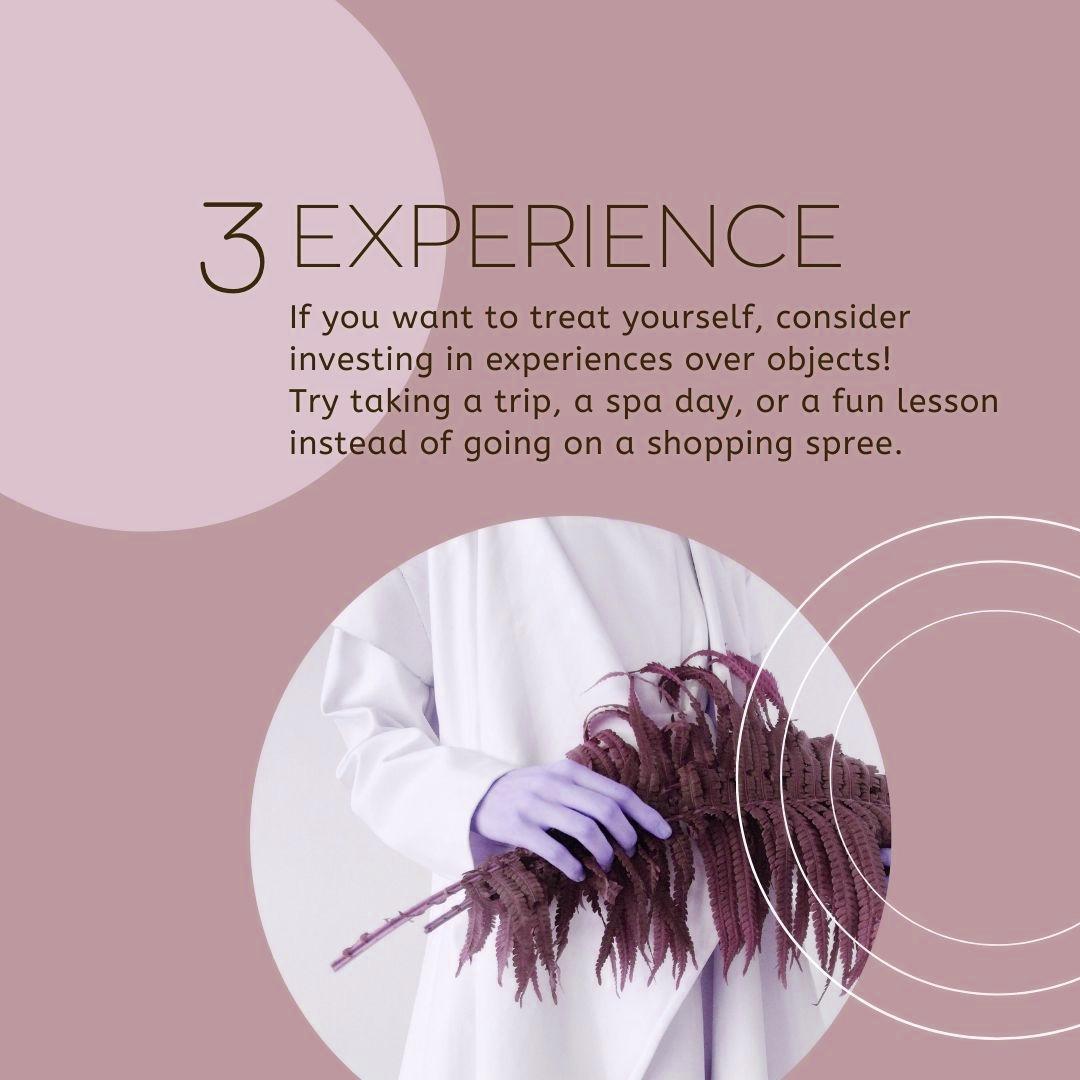 3 EXPERIENCE
If you want to treat yourself, consider
investing in experiences over objects!
Try taking a trip, a spa day, or a fun lesson
instead of going on a shopping spree.